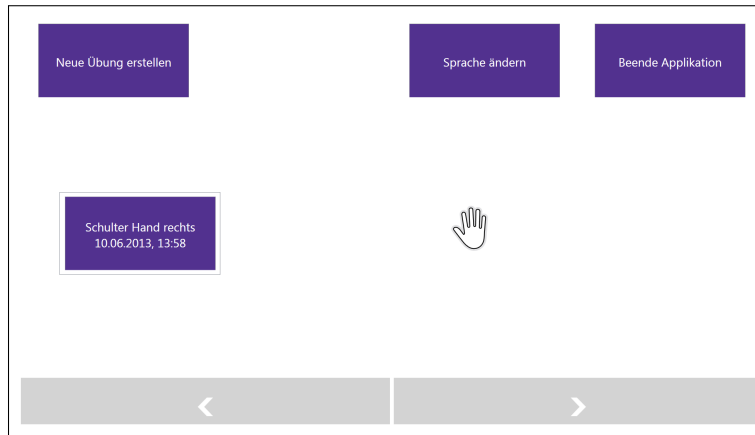 Neue Übung erstellen
Sprache ändern
Beende Applikation
Schulter Hand rechts
10.06.2013, 13:58